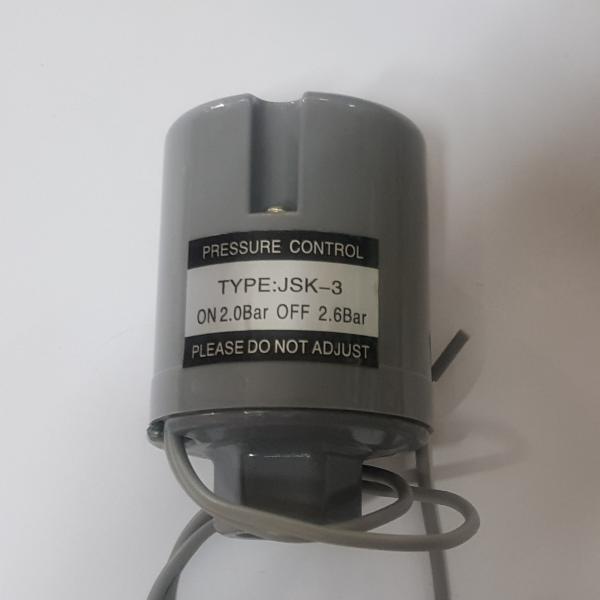 PRESSURE CONTROL
TYPE:JSK-3
ON 2.0Bar OFF 2.6Bar
PLEASE DO NOT ADJUST